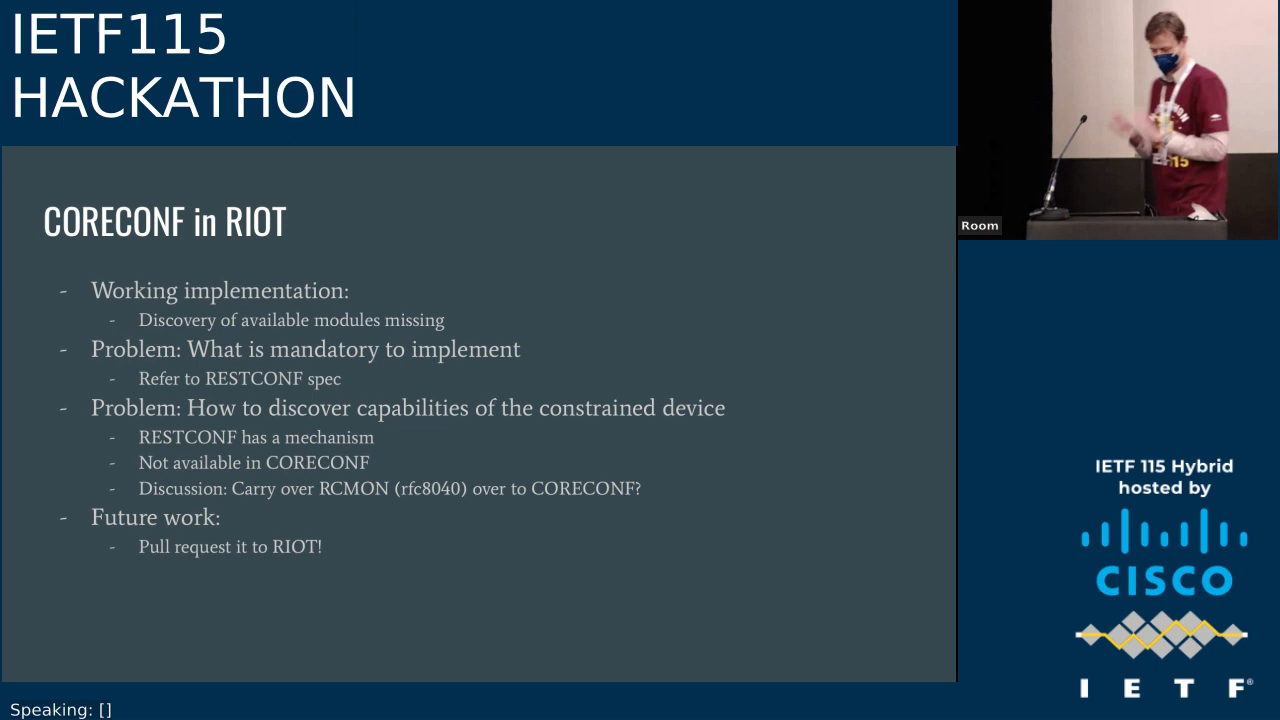 IETF115
HACKATHON
CORECONF in RIOT
- Working implementation:
- Discovery of available modules missing
- Problem: What is mandatory to implement
- Refer to RESTCONF spec
- Problem: How to discover capabilities of the constrained device
- RESTCONF has a mechanism
- Not available in CORECONF
- Discussion: Carry over RCMON (rfc8040) over to CORECONF?
- Future work:
- Pull request it to RIOT!
Room
IETF 115 Hybrid
hosted by
CISCO
I E T F®
Speaking: []